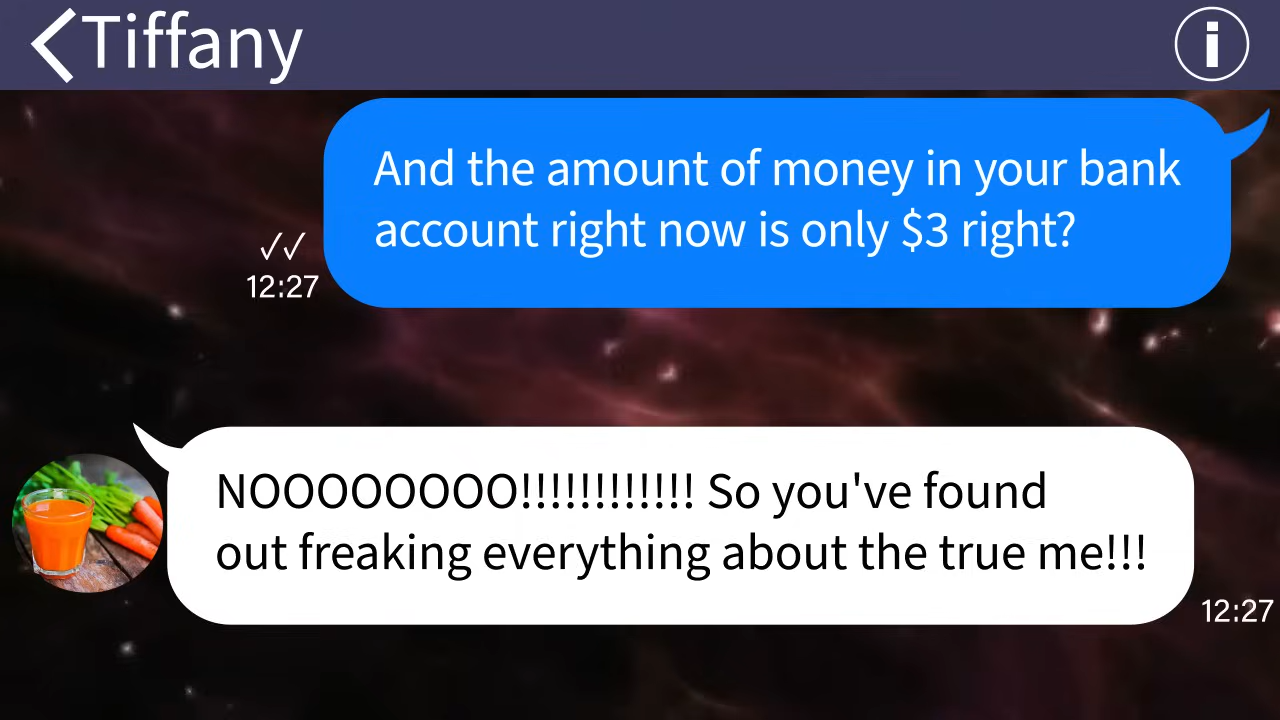 Tiffany
And the amount of money in your bank
account right now is only $3 right?
✓✓
12:27
NOOOOOOOO!!!!!!!!!!!! So you've found
out freaking everything about the true me!!!
12:27